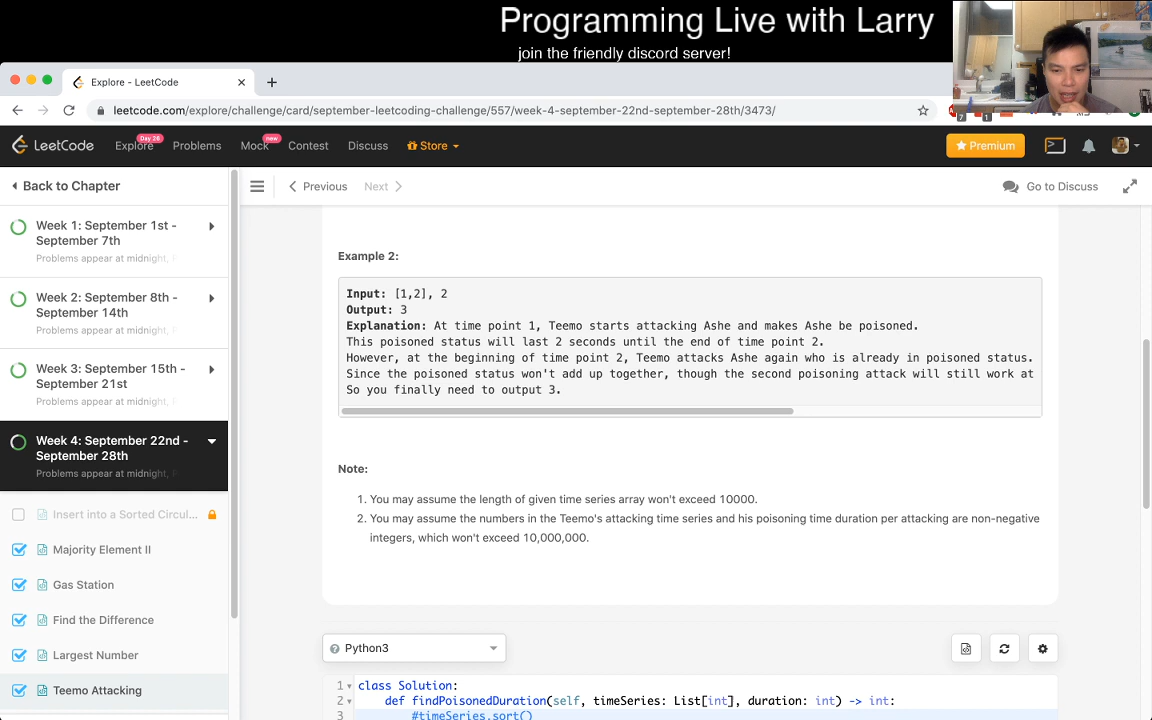 Programming Live with Larry
join the friendly discord server!
Explore - LeetCode
leetcode.com/explore/challenge/card/september-leetcoding-challenge/557/week-4-september-22nd-september-28th/3473/
LeetCode
Explore
Day 26
Problems
Mock
new
Contest
Discuss
Store
Premium
Back to Chapter
Previous
Next
Go to Discuss
Week 1: September 1st -
September 7th
Problems appear at midnight,
Week 2: September 8th -
September 14th
Problems appear at midnight,
Week 3: September 15th -
September 21st
Problems appear at midnight,
Week 4: September 22nd -
September 28th
Problems appear at midnight,
Insert into a Sorted Circul...
Majority Element II
Gas Station
Find the Difference
Largest Number
Teemo Attacking
Example 2:
Input: [1,2], 2
Output: 3
Explanation: At time point 1, Teemo starts attacking Ashe and makes Ashe be poisoned.
This poisoned status will last 2 seconds until the end of time point 2.
However, at the beginning of time point 2, Teemo attacks Ashe again who is already in poisoned status.
Since the poisoned status won't add up together, though the second poisoning attack will still work at
So you finally need to output 3.
Note:
1. You may assume the length of given time series array won't exceed 10000.
2. You may assume the numbers in the Teemo's attacking time series and his poisoning time duration per attacking are non-negative
integers, which won't exceed 10,000,000.
Python3
1 class Solution:
2 def findPoisonedDuration(self, timeSeries: List[int], duration: int) -> int:
3 #timeSeries.sort()